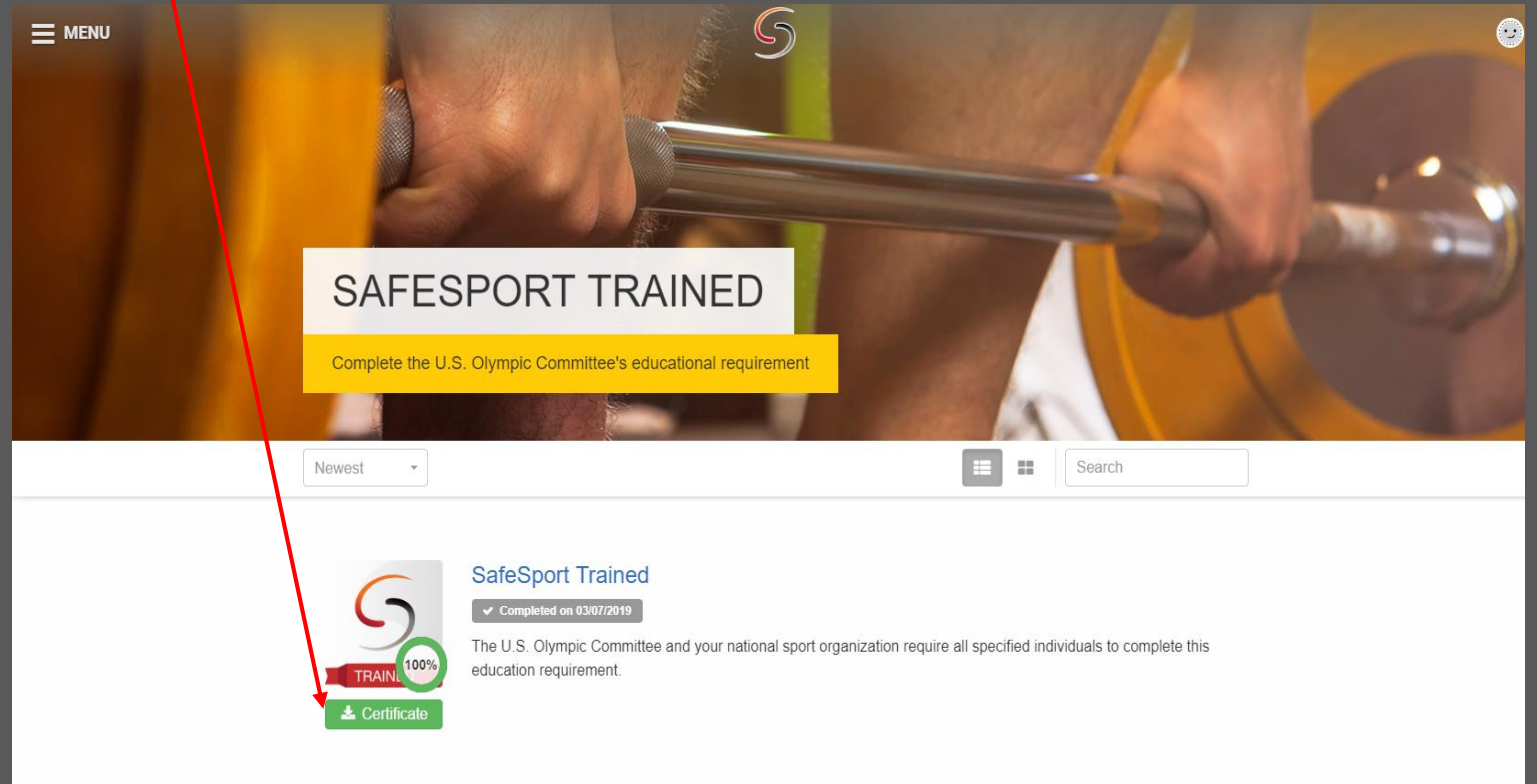 MENU
SAFESPORT TRAINED
Complete the U.S. Olympic Committee's educational requirement
Newest
Search
SafeSport Trained
Completed on 03/07/2019
The U.S. Olympic Committee and your national sport organization require all specified individuals to complete this
education requirement.
100%
Certificate